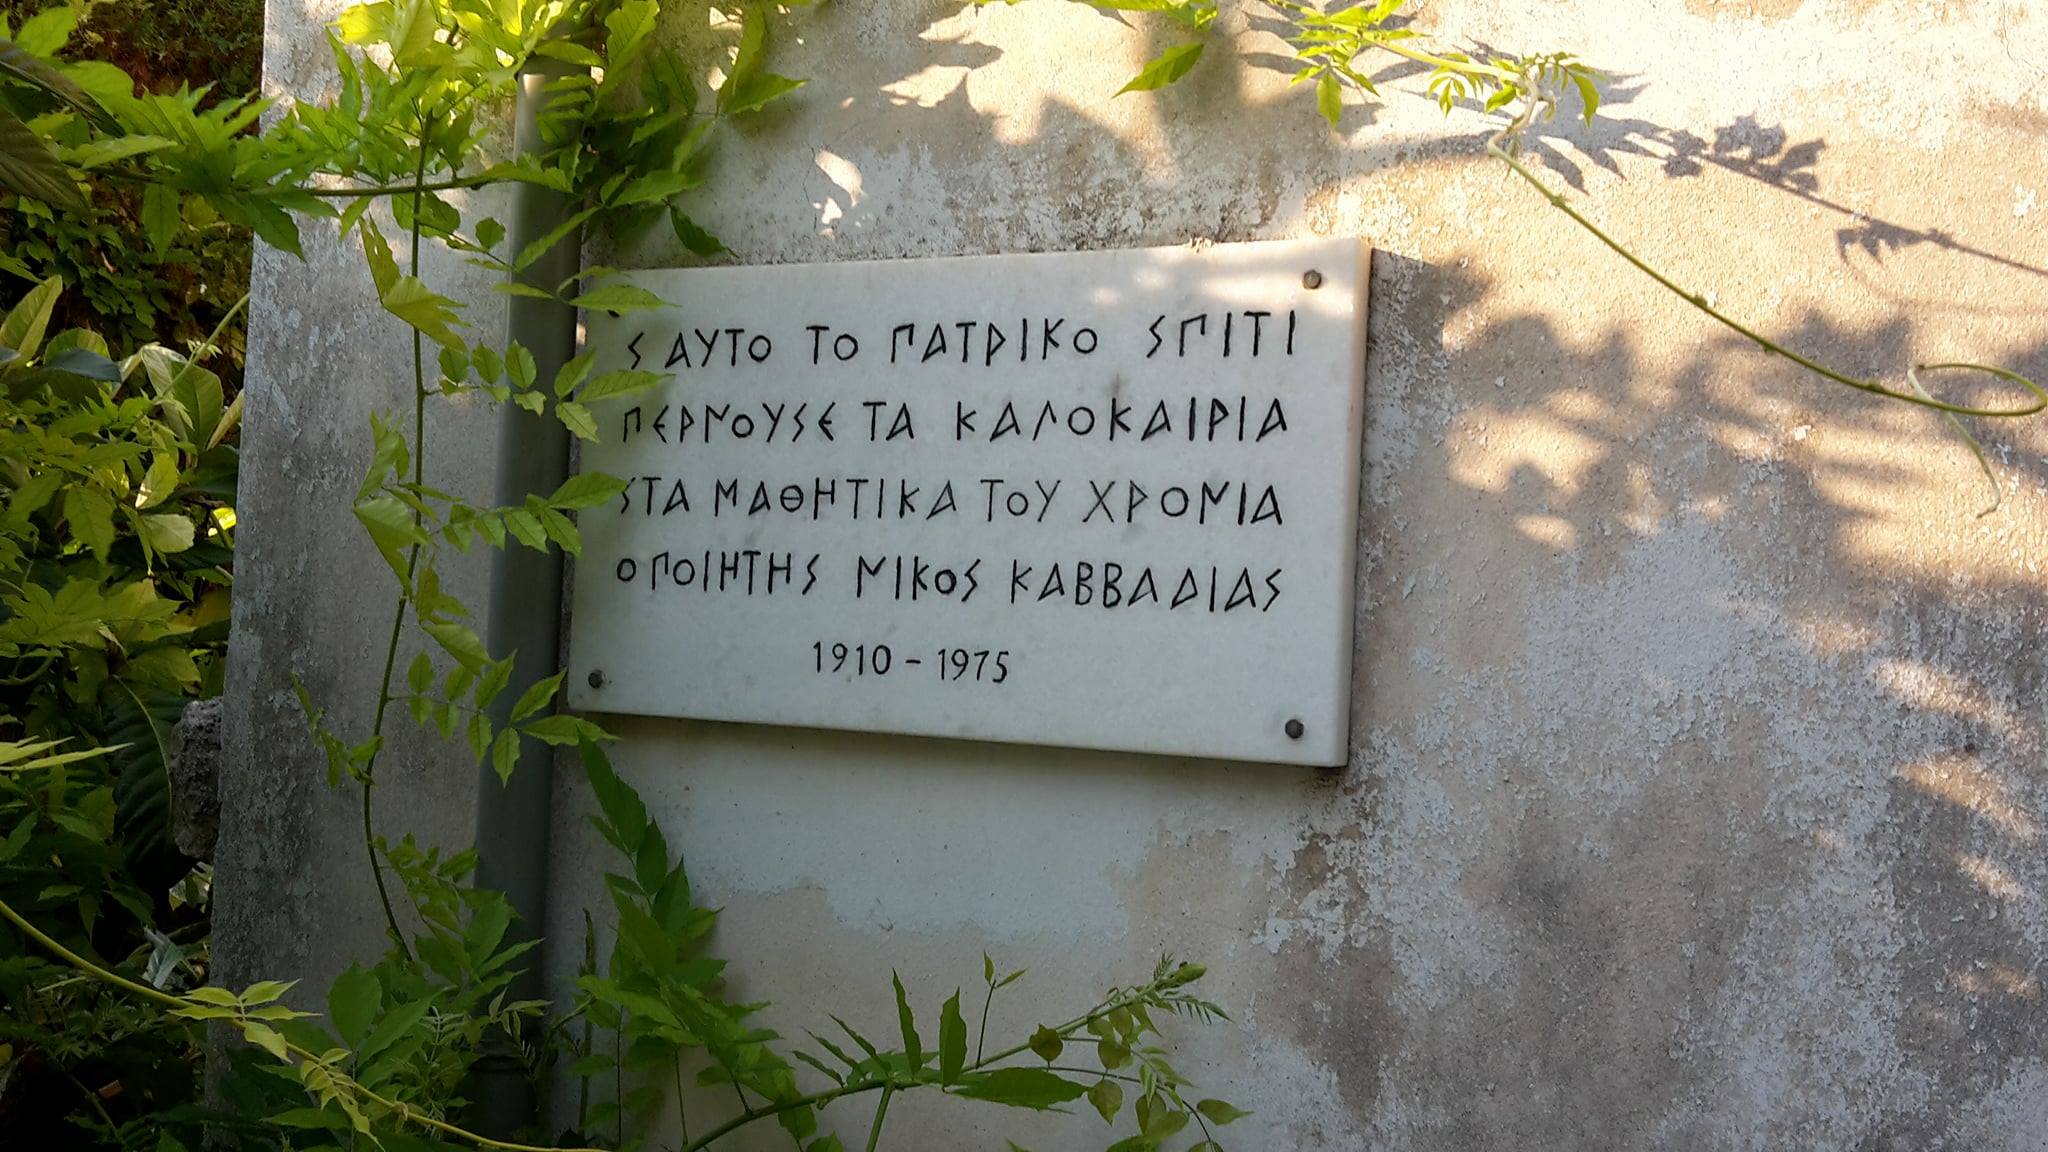 Σ ΑΥΤΟ ΤΟ ΠΑΤΡΙΚΟ ΣΠΙΤΙ
ΠΕΡΝΟΥΣΕ ΤΑ ΚΑΛΟΚΑΙΡΙΑ
ΣΤΑ ΜΑΘΗΤΙΚΑ ΤΟΥ ΧΡΟΝΙΑ
Ο ΠΟΙΗΤΗΣ ΝΙΚΟΣ ΚΑΒΒΑΔΙΑΣ
1910 - 1975